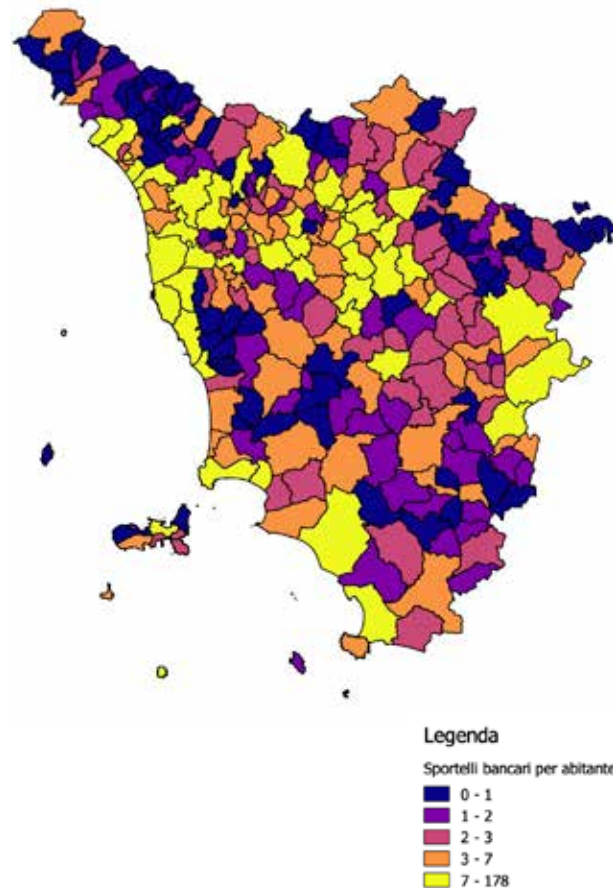 Legenda
Sportelli bancari per abitante
0 - 1
1 - 2
2 - 3
3 - 7
7 - 178